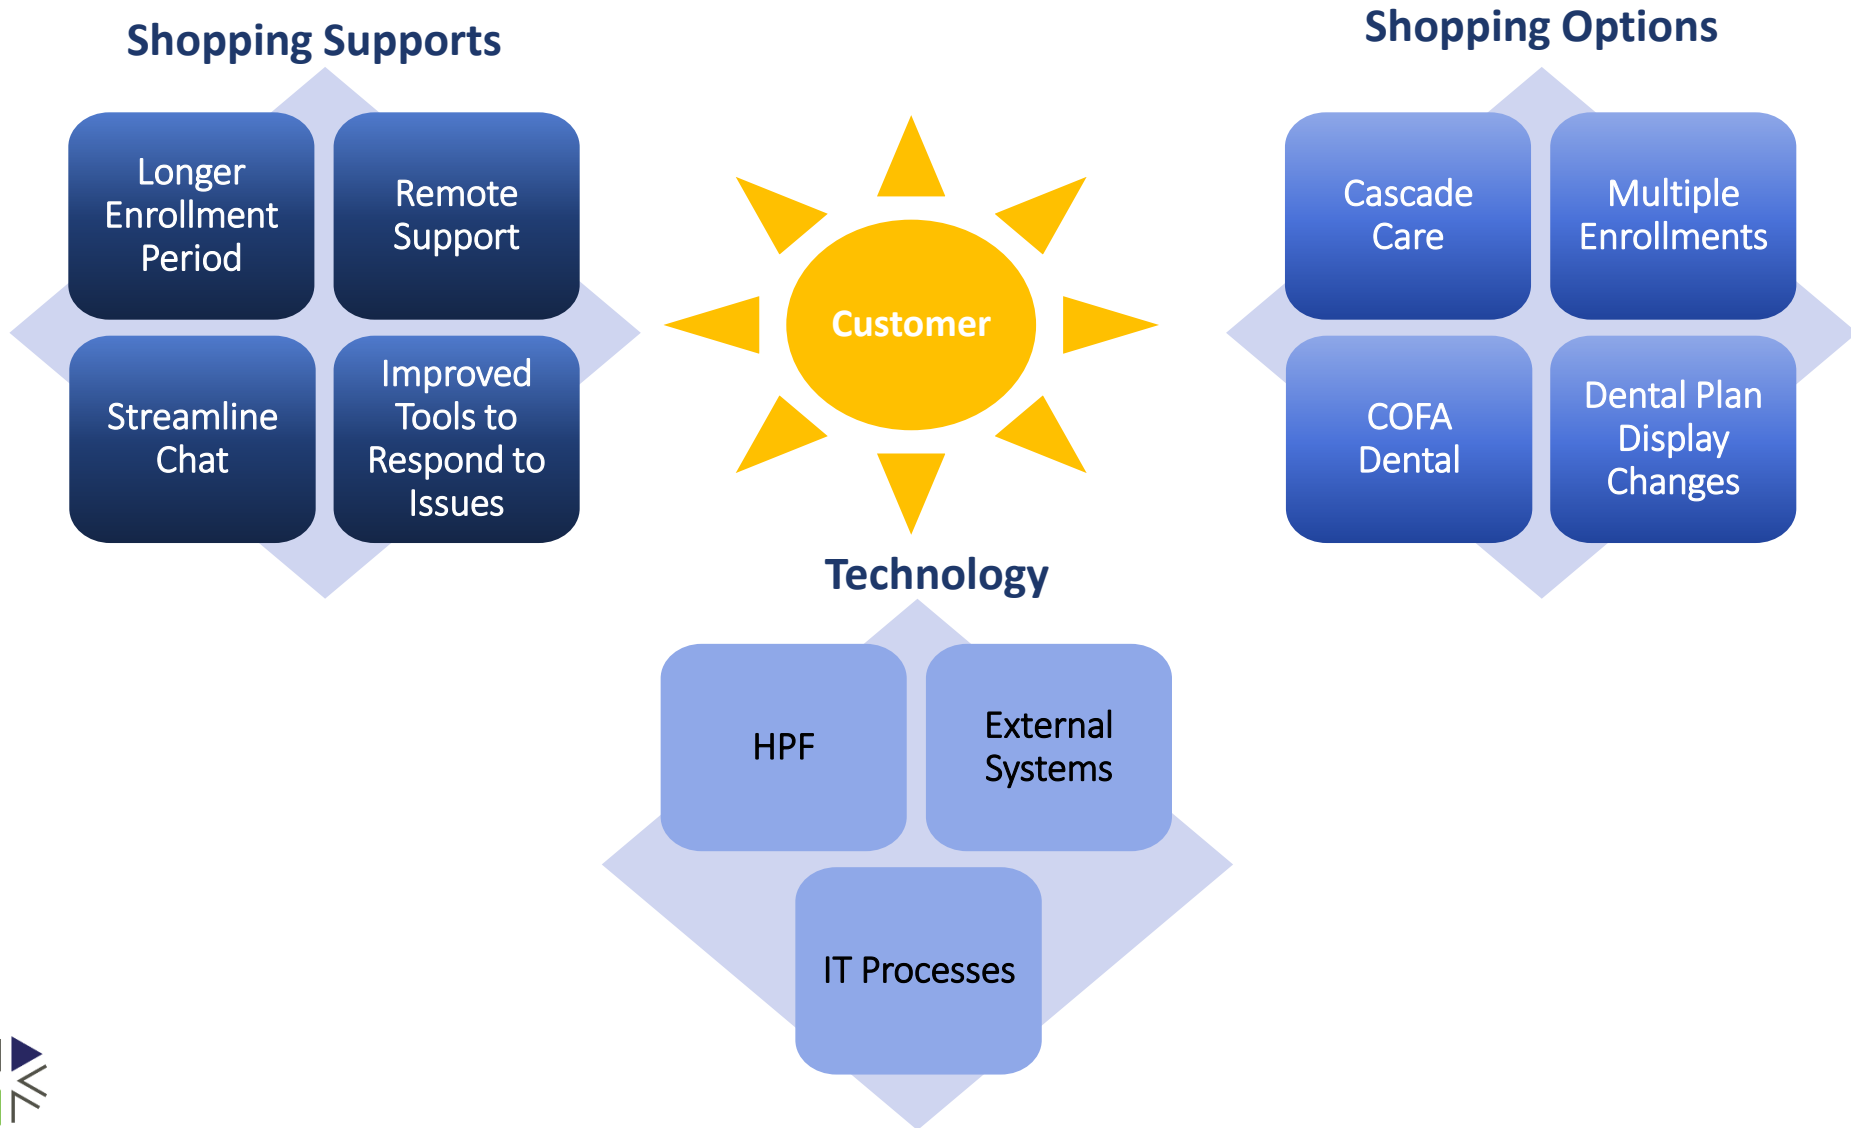 Shopping Supports
Longer
Enrollment
Period
Remote
Support
Streamline
Chat
Improved
Tools to
Respond to
Issues
Customer
Shopping Options
Cascade
Care
Multiple
Enrollments
COFA
Dental
Dental Plan
Display
Changes
Technology
HPF
External
Systems
IT Processes